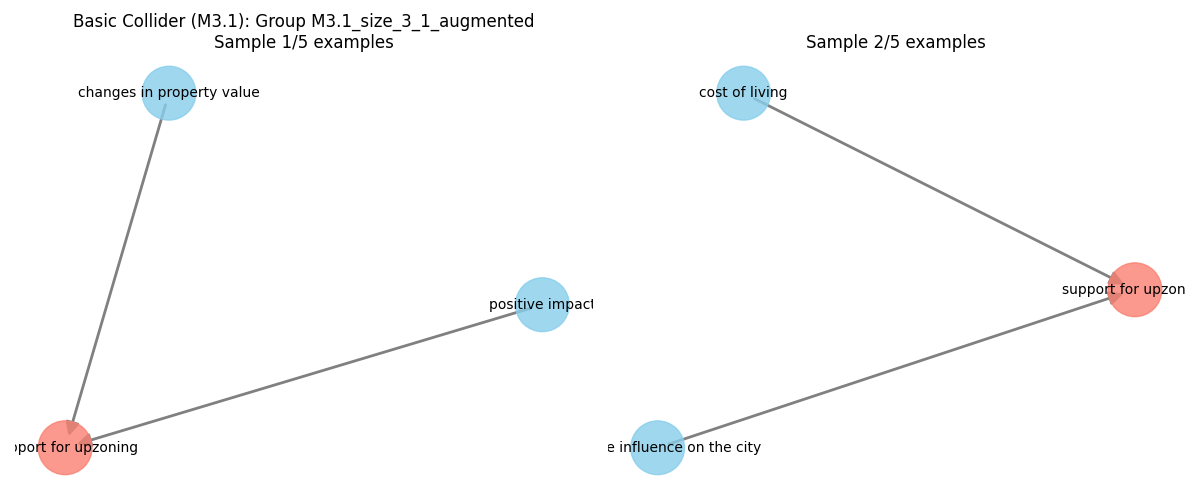 Basic Collider (M3.1): Group M3.1_size_3_1_augmented
Sample 1/5 examples
Sample 2/5 examples
changes in property value
cost of living
support for upzon
positive impact
pport for upzoning
e influence on the city